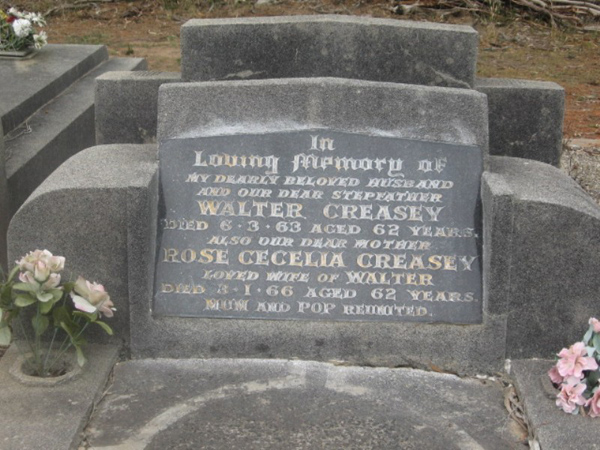 In
Loving Memory of
MY DEARLY BELOVED HUSBAND
AND OUR DEAR STEPFATHER
WALTER CREASEY
DIED 6·3·63 AGED 62 YEARS.
ALSO OUR DEAR MOTHER
ROSE CECELIA CREASEY
LOVED WIFE OF WALTER
DIED 3·1·66 AGED 62 YEARS.
MUM AND POP REUNITED.